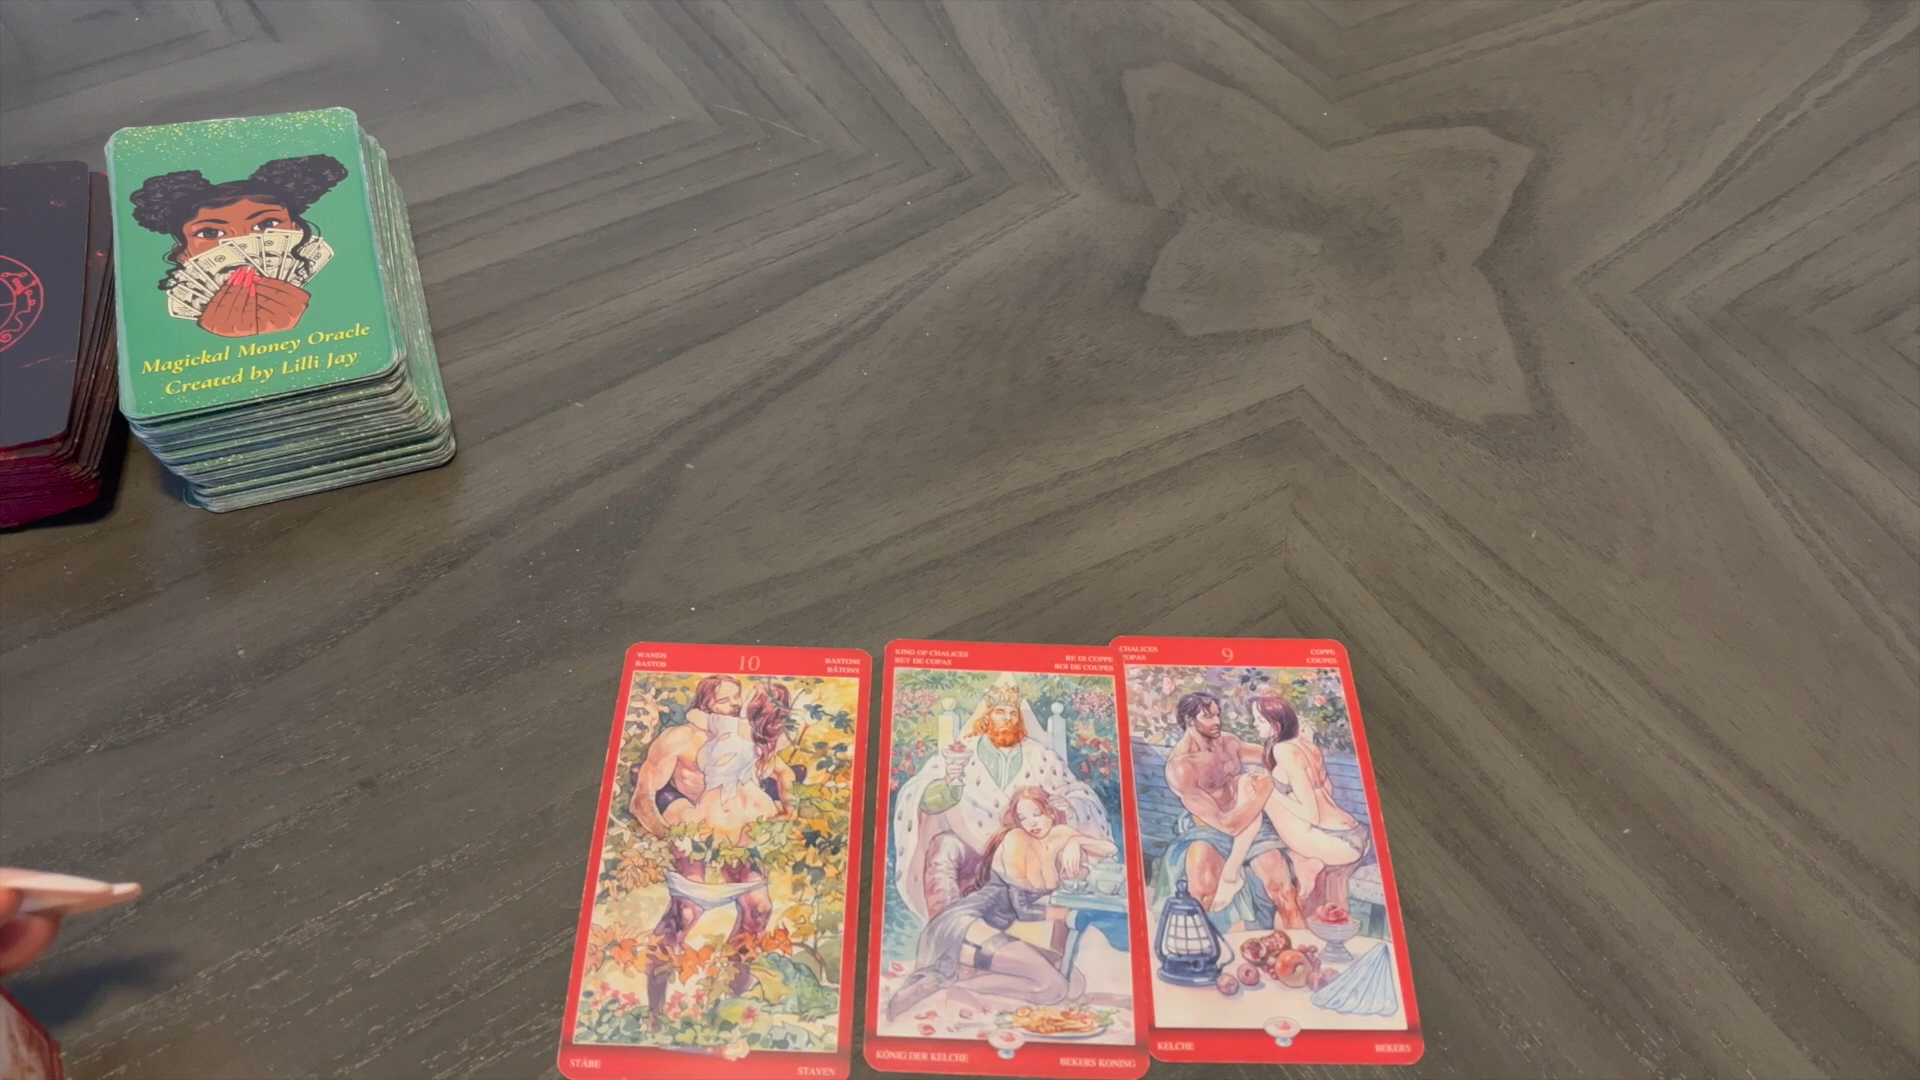 Magickal Money Oracle
Created by Lilli Jay
WANDS
BASTOS
10
BASTONI
BÂTONS
STÄBE
STAVEN
KING OF CHALICES
REY DE COPAS
RE DI COPPE
ROI DE COUPES
KÖNIG DER KELCHE
BEKERS KONING
CHALICES
COPAS
9
COPPE
COUPES
KELCHE
BEKERS